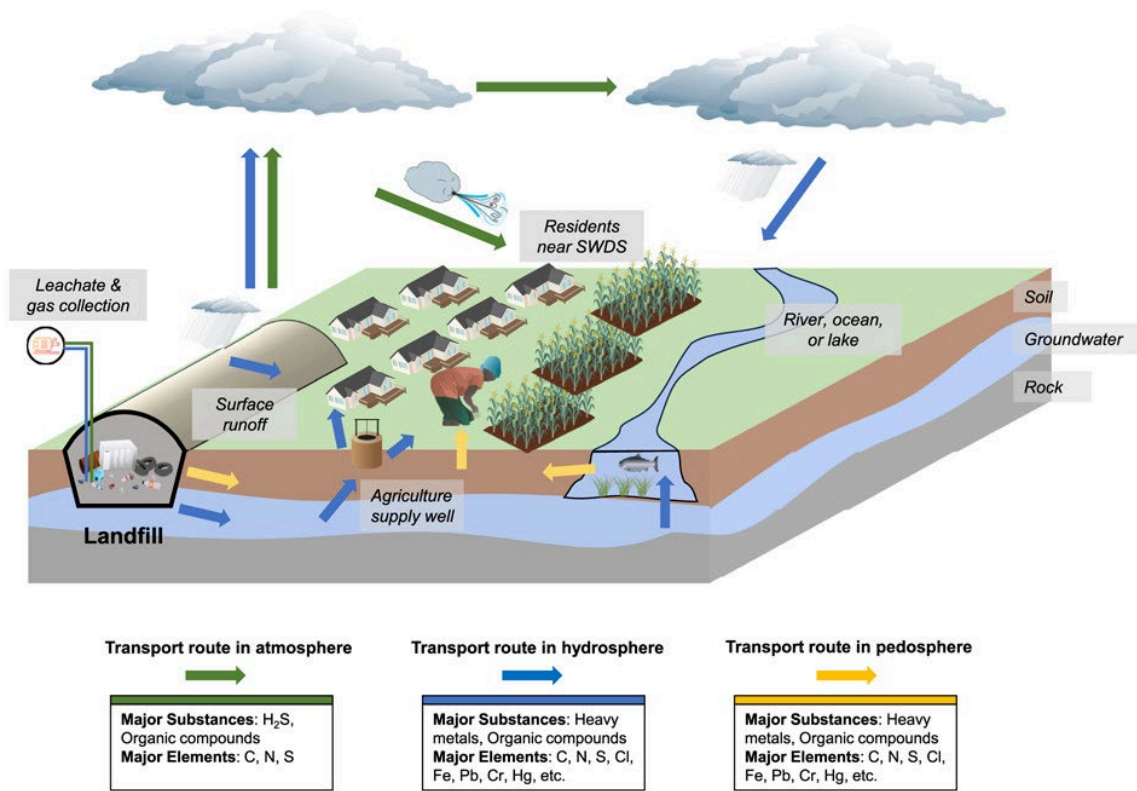 Residents
near SWDS
Leachate &
gas collection
Soil
River, ocean,
or lake
Groundwater
Rock
Surface
runoff
Agriculture
supply well
Landfill
Transport route in atmosphere
Transport route in hydrosphere
Transport route in pedosphere
Major Substances: H₂S,
Organic compounds
Major Elements: C, N, S
Major Substances: Heavy
metals, Organic compounds
Major Elements: C, N, S, Cl,
Fe, Pb, Cr, Hg, etc.
Major Substances: Heavy
metals, Organic compounds
Major Elements: C, N, S, Cl,
Fe, Pb, Cr, Hg, etc.